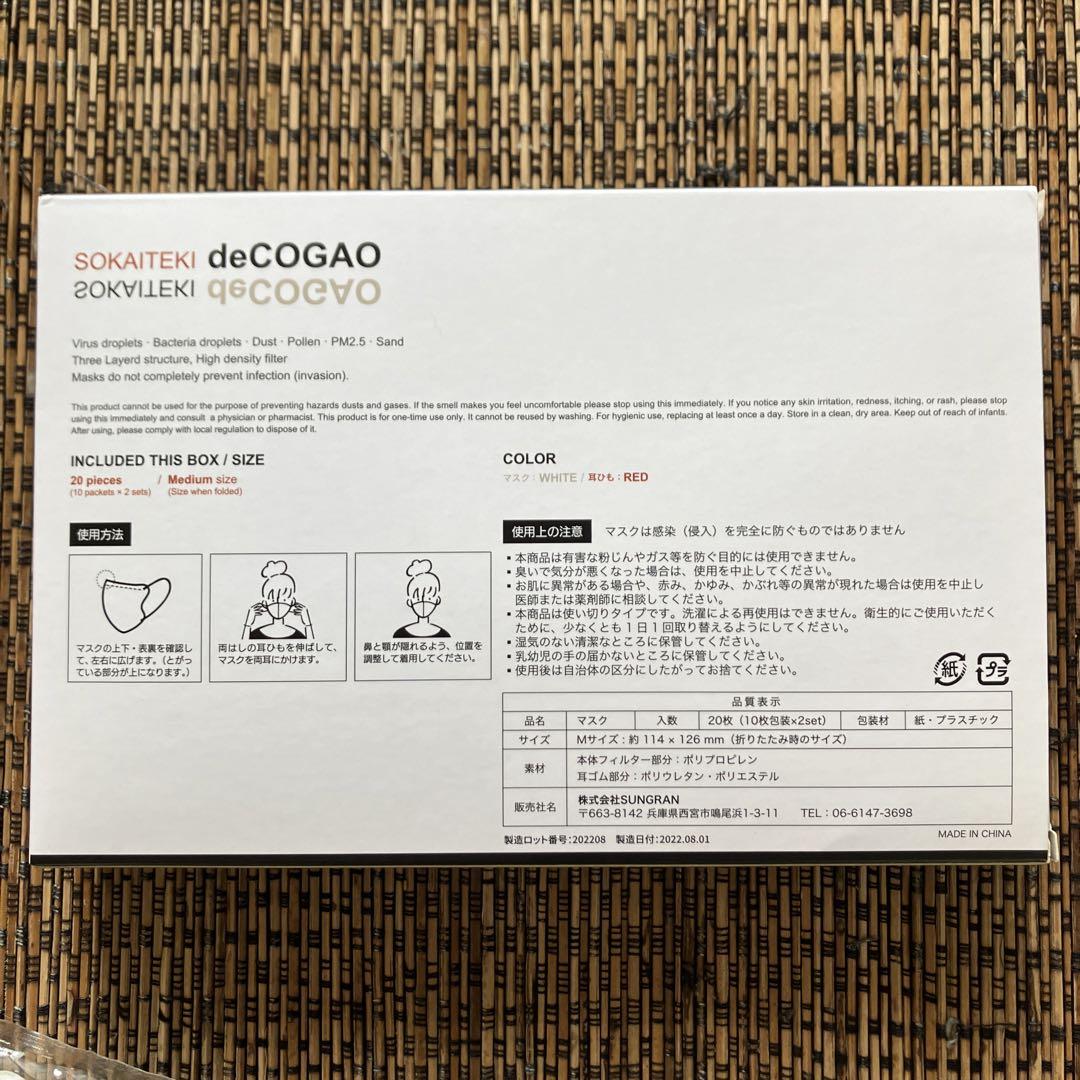 SOKAITEKI deCOGAO
SOKAITEKI deCOGAO
Virus droplets · Bacteria droplets · Dust · Pollen · PM2.5 · Sand
Three Layerd structure, High density filter
Masks do not completely prevent infection (invasion).
This product cannot be used for the purpose of preventing hazards dusts and gases. If the smell makes you feel uncomfortable please stop using this immediately. If you notice any skin irritation, redness, itching, or rash, please stop
using this immediately and consult a physician or pharmacist. This product is for one-time use only. It cannot be reused by washing. For hygienic use, replacing at least once a day. Store in a clean, dry area. Keep out of reach of infants.
After using, please comply with local regulation to dispose of it.
INCLUDED THIS BOX / SIZE
20 pieces / Medium size
(10 packets × 2 sets) (Size when folded)
COLOR
マスク：WHITE / 耳ひも：RED
使用方法
マスクの上下・表裏を確認し
て、左右に広げます。（とがっ
ている部分が上になります。）
両はしの耳ひもを伸ばして、
マスクを両耳にかけます。
鼻と顎が隠れるよう、位置を
調整して着用してください。
使用上の注意 マスクは感染（侵入）を完全に防ぐものではありません
▪本商品は有害な粉じんやガス等を防ぐ目的には使用できません。
▪臭いで気分が悪くなった場合は、使用を中止してください。
▪お肌に異常がある場合や、赤み、かゆみ、かぶれ等の異常が現れた場合は使用を中止し
医師または薬剤師に相談してください。
▪本商品は使い切りタイプです。洗濯による再使用はできません。衛生的にご使用いただく
ために、少なくとも1日1回取り替えるようにしてください。
▪湿気のない清潔なところに保管してください。
▪乳幼児の手の届かないところに保管してください。
▪使用後は自治体の区分にしたがってお捨てください。
紙 プラ
品質表示
品名 マスク 入数 20枚（10枚包装×2set） 包装材 紙・プラスチック
サイズ Mサイズ：約 114 × 126 mm（折りたたみ時のサイズ）
素材 本体フィルター部分：ポリプロピレン
耳ゴム部分：ポリウレタン・ポリエステル
販売社名 株式会社SUNGRAN
〒663-8142 兵庫県西宮市鳴尾浜1-3-11 TEL：06-6147-3698
製造ロット番号：202208 製造日付：2022.08.01
MADE IN CHINA